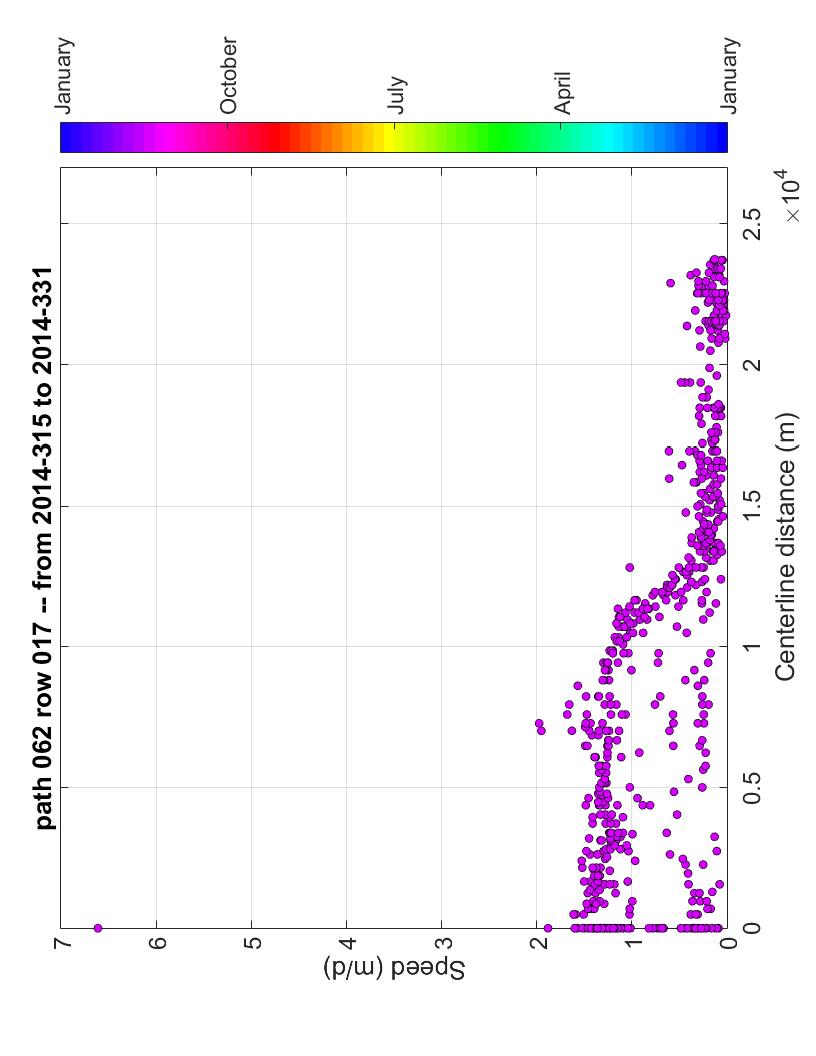 path 062 row 017 -- from 2014-315 to 2014-331
7
6
5
4
3
2
1
0
Speed (m/d)
0
0.5
1
1.5
2
2.5
×10⁴
Centerline distance (m)
January
October
July
April
January